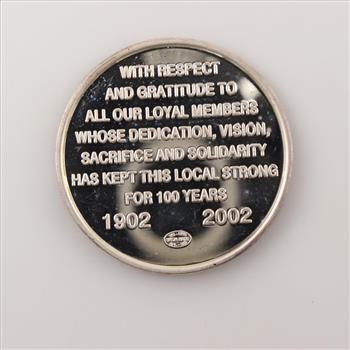 WITH RESPECT
AND GRATITUDE TO
ALL OUR LOYAL MEMBERS
WHOSE DEDICATION, VISION,
SACRIFICE AND SOLIDARITY
HAS KEPT THIS LOCAL STRONG
FOR 100 YEARS
1902 2002